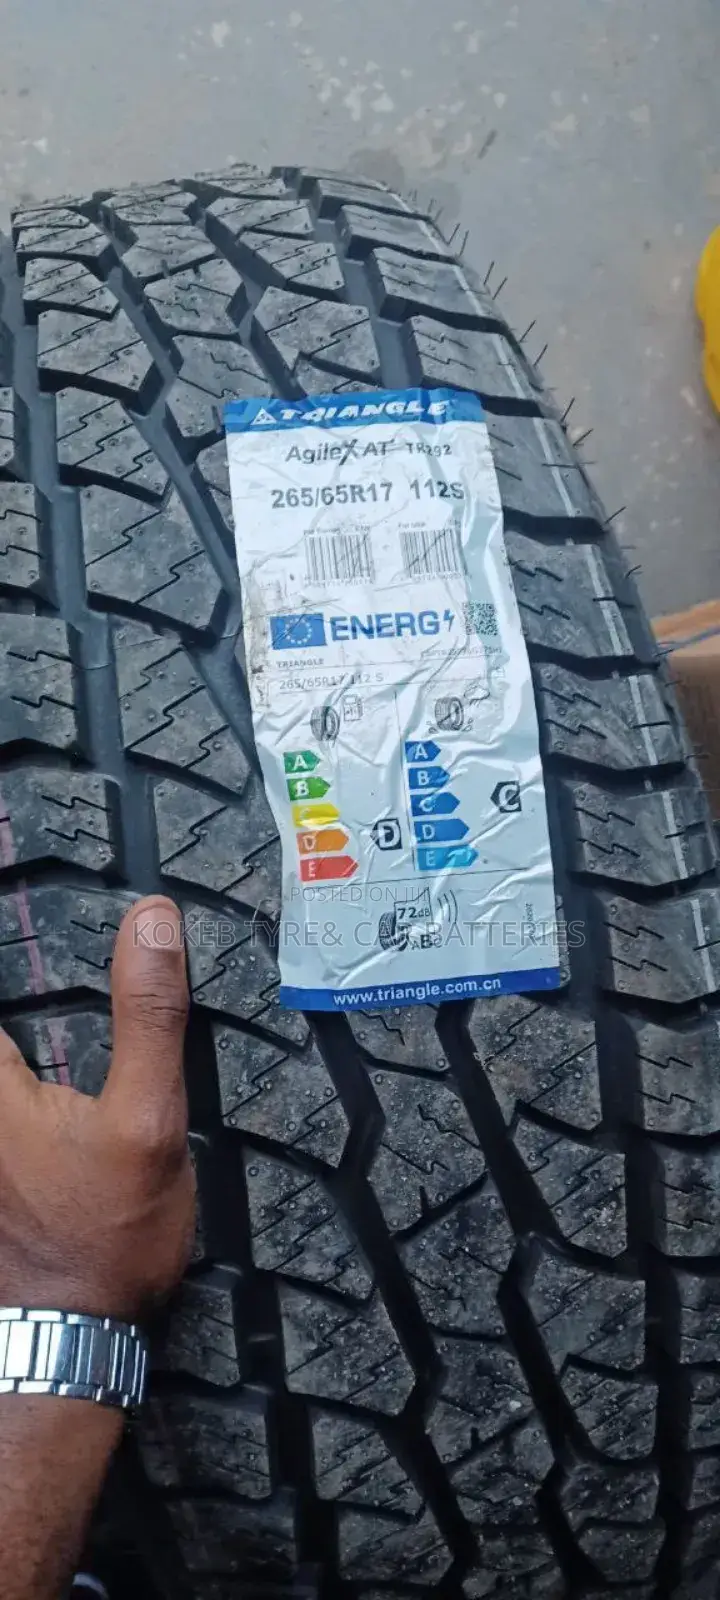 TRIANGLE
AgileX AT TR292
265/65R17 112S
ENERG
TRIANGLE
265/65R17 112 S
A
B
C
D
E
D
A
B
C
D
E
C
POSTED ON JIJI
KOKEB TYRE& CAR BATTERIES
72dB
ABC
www.triangle.com.cn